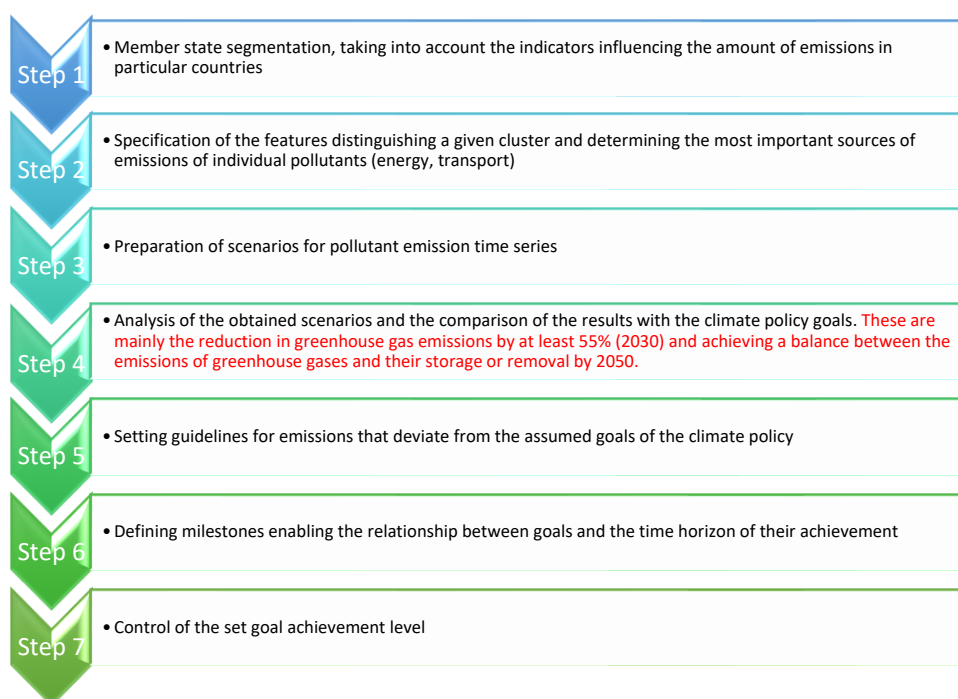 Step 1
• Member state segmentation, taking into account the indicators influencing the amount of emissions in
particular countries
Step 2
• Specification of the features distinguishing a given cluster and determining the most important sources of
emissions of individual pollutants (energy, transport)
Step 3
• Preparation of scenarios for pollutant emission time series
Step 4
• Analysis of the obtained scenarios and the comparison of the results with the climate policy goals. These are
mainly the reduction in greenhouse gas emissions by at least 55% (2030) and achieving a balance between the
emissions of greenhouse gases and their storage or removal by 2050.
Step 5
• Setting guidelines for emissions that deviate from the assumed goals of the climate policy
Step 6
• Defining milestones enabling the relationship between goals and the time horizon of their achievement
Step 7
• Control of the set goal achievement level